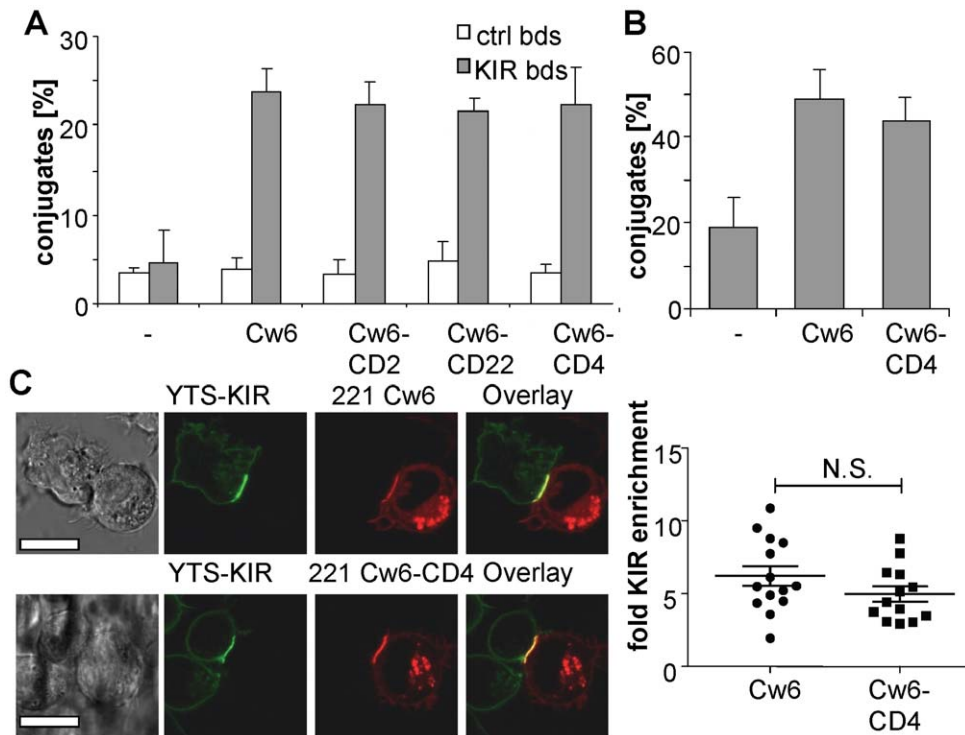 A
ctrl bds
KIR bds
conjugates [%]
30
20
10
0
-
Cw6
Cw6-CD2
Cw6-CD22
Cw6-CD4
B
conjugates [%]
60
40
20
0
-
Cw6
Cw6-CD4
C
YTS-KIR 221 Cw6 Overlay
YTS-KIR 221 Cw6-CD4 Overlay
fold KIR enrichment
15
10
5
0
N.S.
Cw6
Cw6-CD4